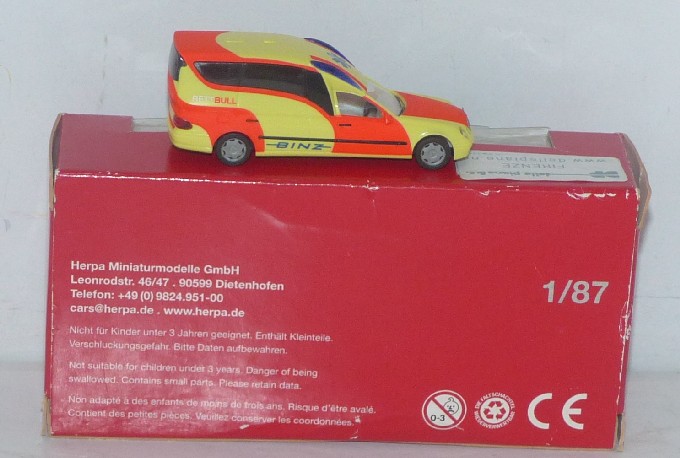 BULL
BINZ
FIRENZE
Herpa Miniaturmodelle GmbH
Leonrodstr. 46/47 . 90599 Dietenhofen
Telefon: +49 (0) 9824.951-00
cars@herpa.de . www.herpa.de
1/87
Nicht für Kinder unter 3 Jahren geeignet. Enthält Kleinteile.
Verschluckungsgefahr. Bitte Daten aufbewahren.
Not suitable for children under 3 years. Danger of being
swallowed. Contains small parts. Please retain data.
Non adapté a des enfants de moins de trois ans. Risque d'être avalé.
Contient des petites pièces. Veuillez conserver les coordonnées.
0-3
CE